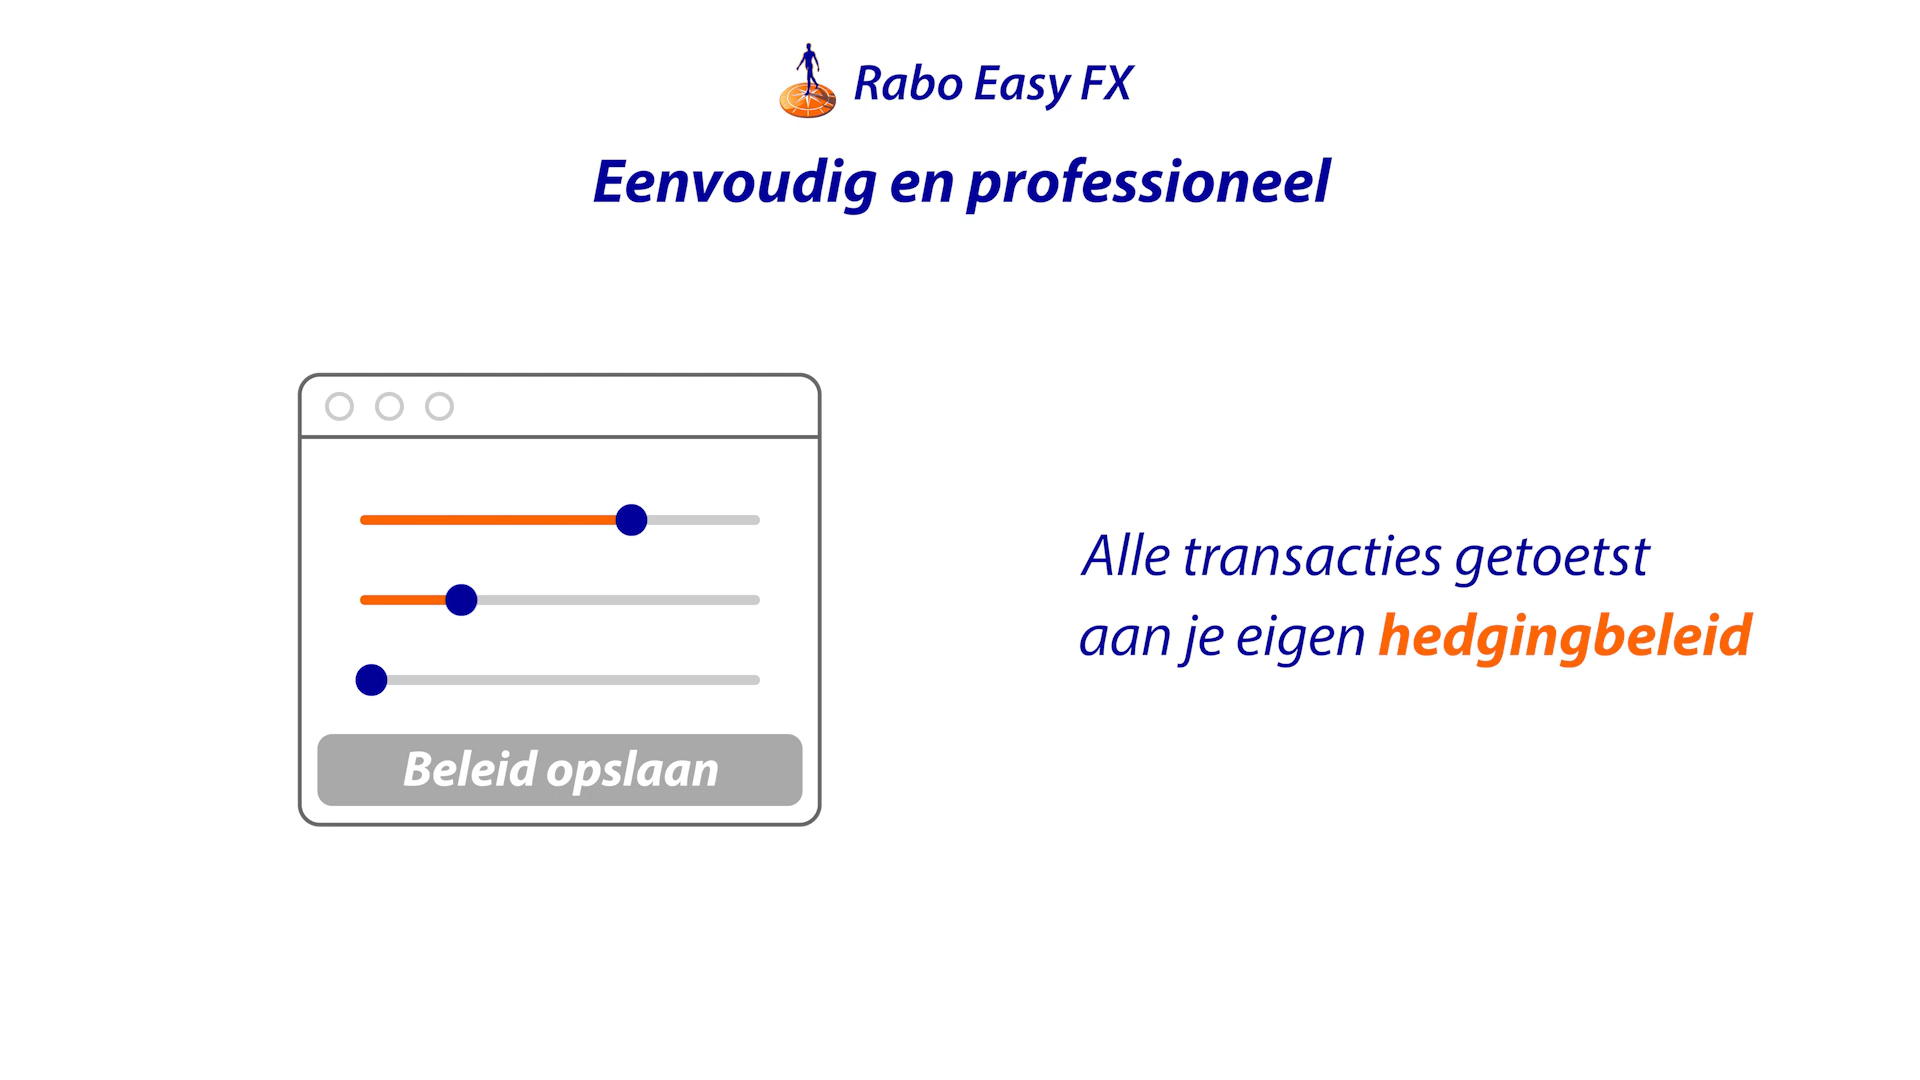 Rabo Easy FX
Eenvoudig en professioneel
Alle transacties getoetst
aan je eigen hedgingbeleid
Beleid opslaan